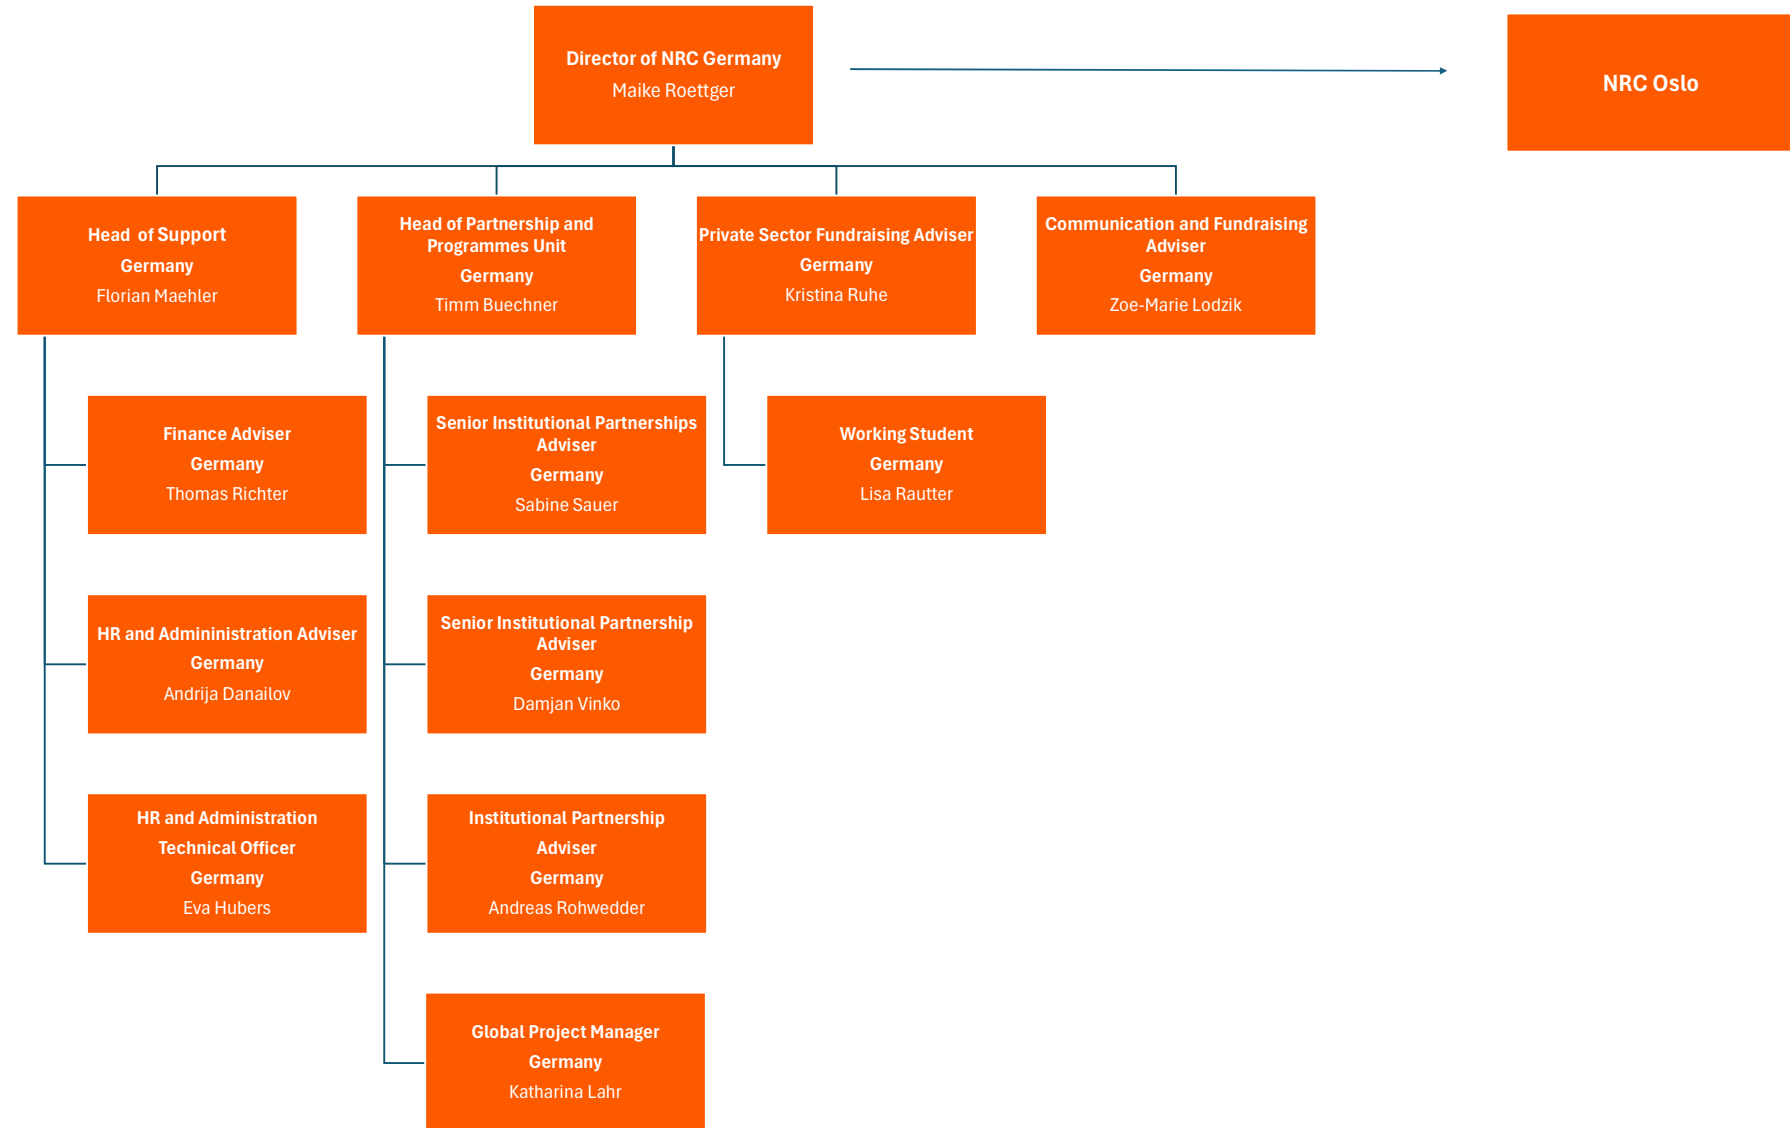 Director of NRC Germany
Maike Roettger
NRC Oslo
Head of Support
Germany
Florian Maehler
Head of Partnership and
Programmes Unit
Germany
Timm Buechner
Private Sector Fundraising Adviser
Germany
Kristina Ruhe
Communication and Fundraising
Adviser
Germany
Zoe-Marie Lodzik
Finance Adviser
Germany
Thomas Richter
Senior Institutional Partnerships
Adviser
Germany
Sabine Sauer
Working Student
Germany
Lisa Rautter
HR and Admininistration Adviser
Germany
Andrija Danailov
Senior Institutional Partnership
Adviser
Germany
Damjan Vinko
HR and Administration
Technical Officer
Germany
Eva Hubers
Institutional Partnership
Adviser
Germany
Andreas Rohwedder
Global Project Manager
Germany
Katharina Lahr